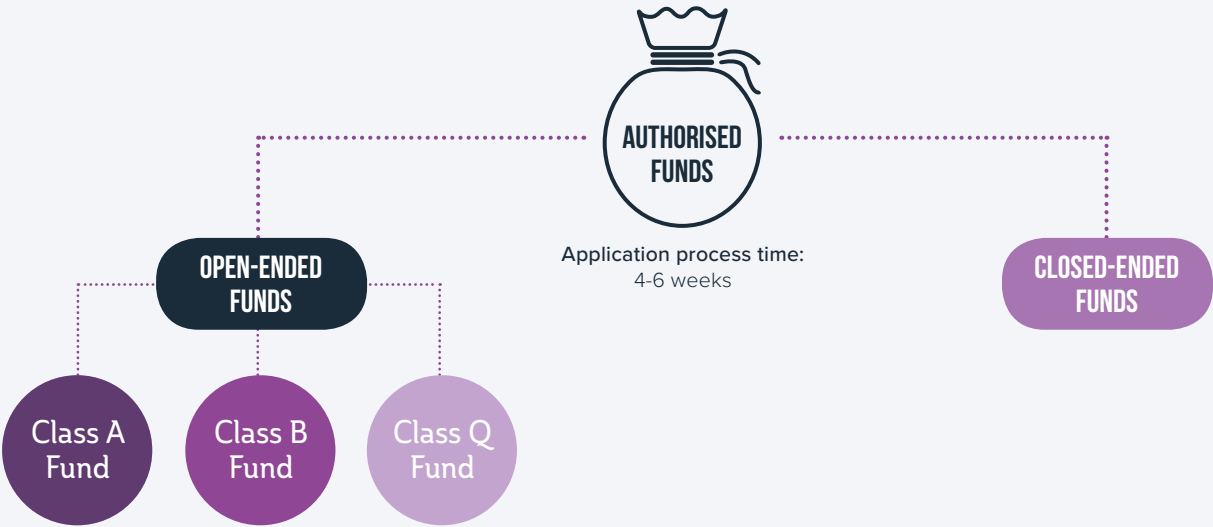 AUTHORISED
FUNDS
Application process time:
4-6 weeks
OPEN-ENDED
FUNDS
CLOSED-ENDED
FUNDS
Class A
Fund
Class B
Fund
Class Q
Fund